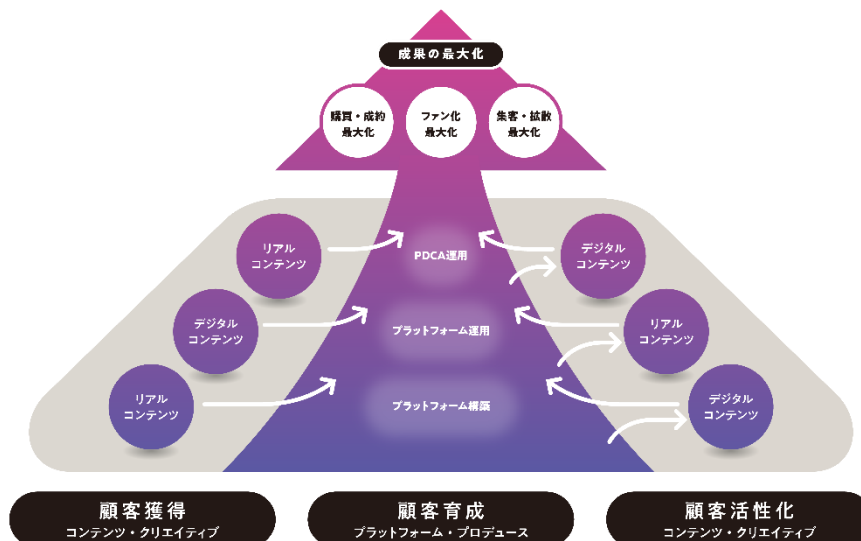 成果の最大化
購買・成約
最大化
ファン化
最大化
集客・拡散
最大化
リアル
コンテンツ
PDCA運用
デジタル
コンテンツ
デジタル
コンテンツ
プラットフォーム運用
リアル
コンテンツ
リアル
コンテンツ
プラットフォーム構築
デジタル
コンテンツ
顧客獲得
コンテンツ・クリエイティブ
顧客育成
プラットフォーム・プロデュース
顧客活性化
コンテンツ・クリエイティブ